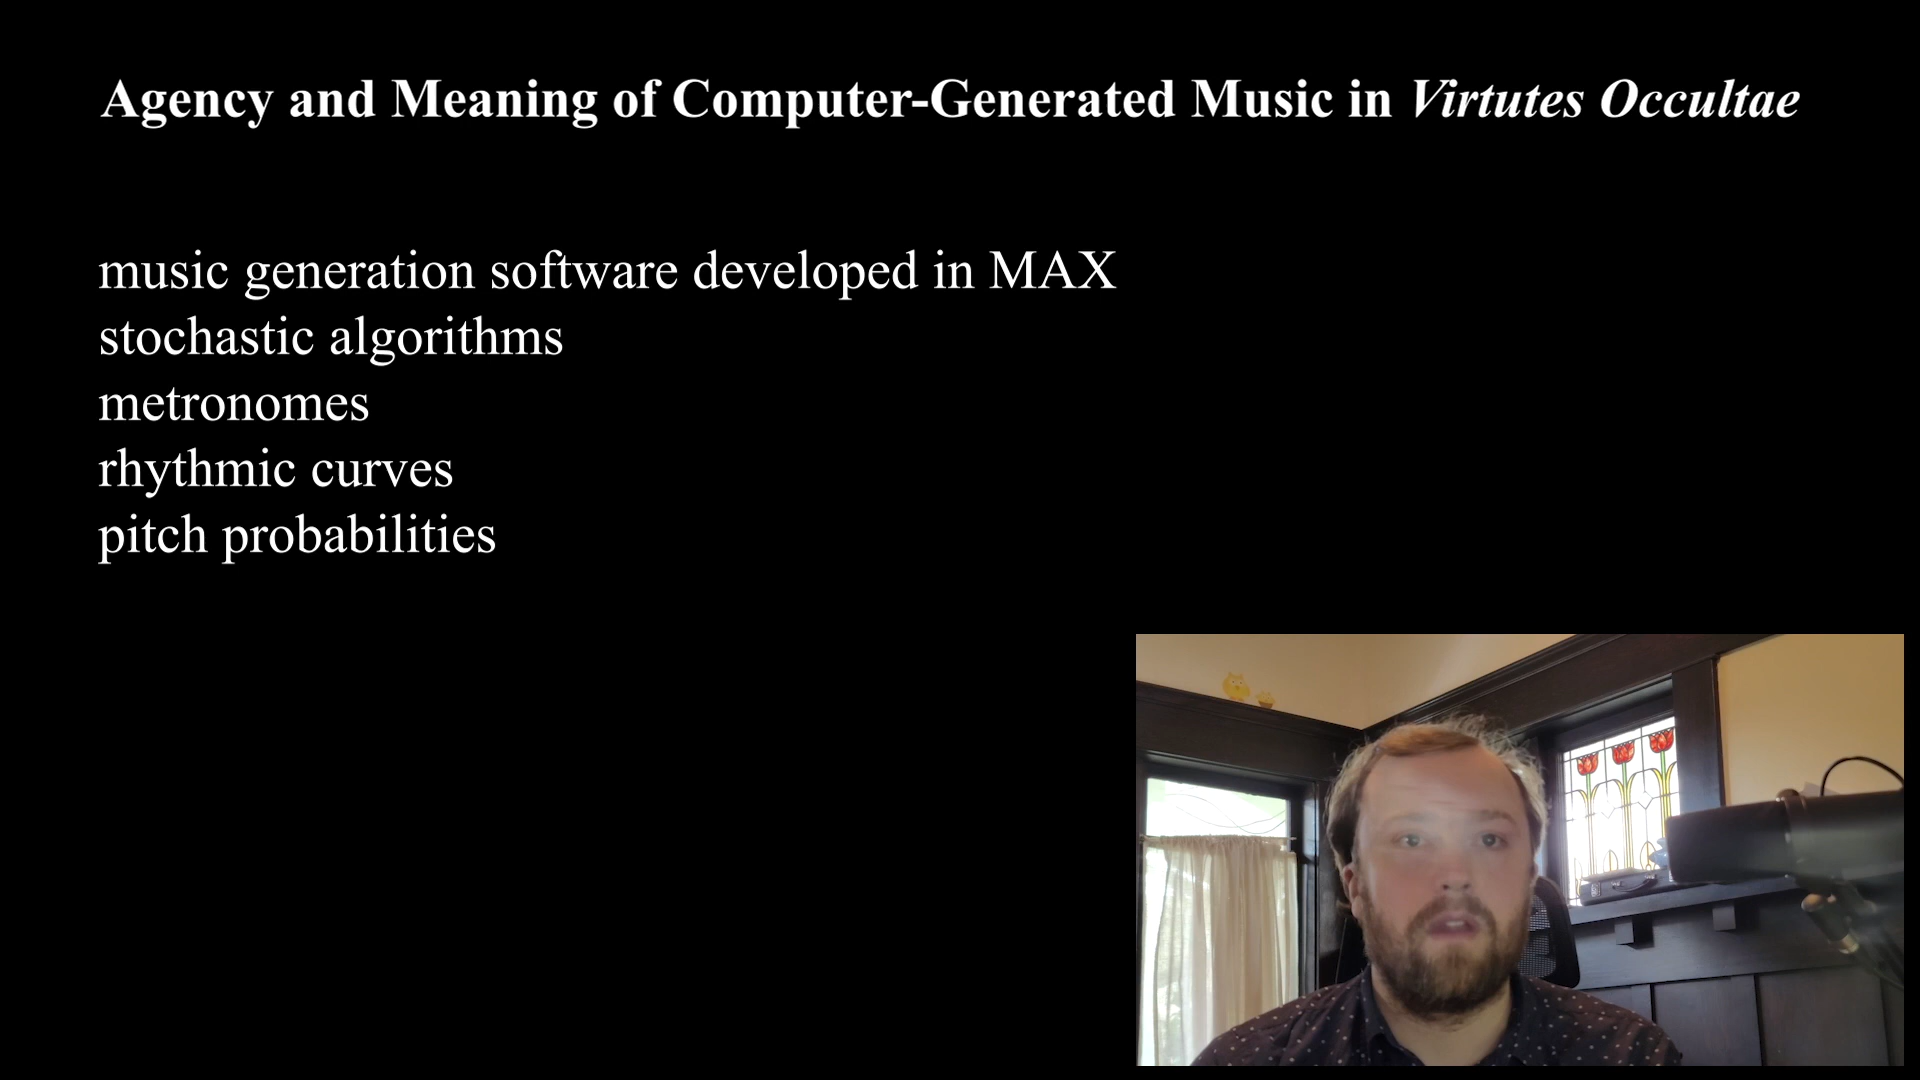 Agency and Meaning of Computer-Generated Music in Virtutes Occultae
music generation software developed in MAX
stochastic algorithms
metronomes
rhythmic curves
pitch probabilities